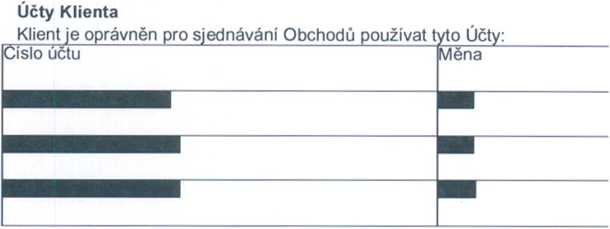 Účty Klienta
Klient je oprávněn pro sjednávání Obchodů používat tyto Účty:
Číslo účtu Měna